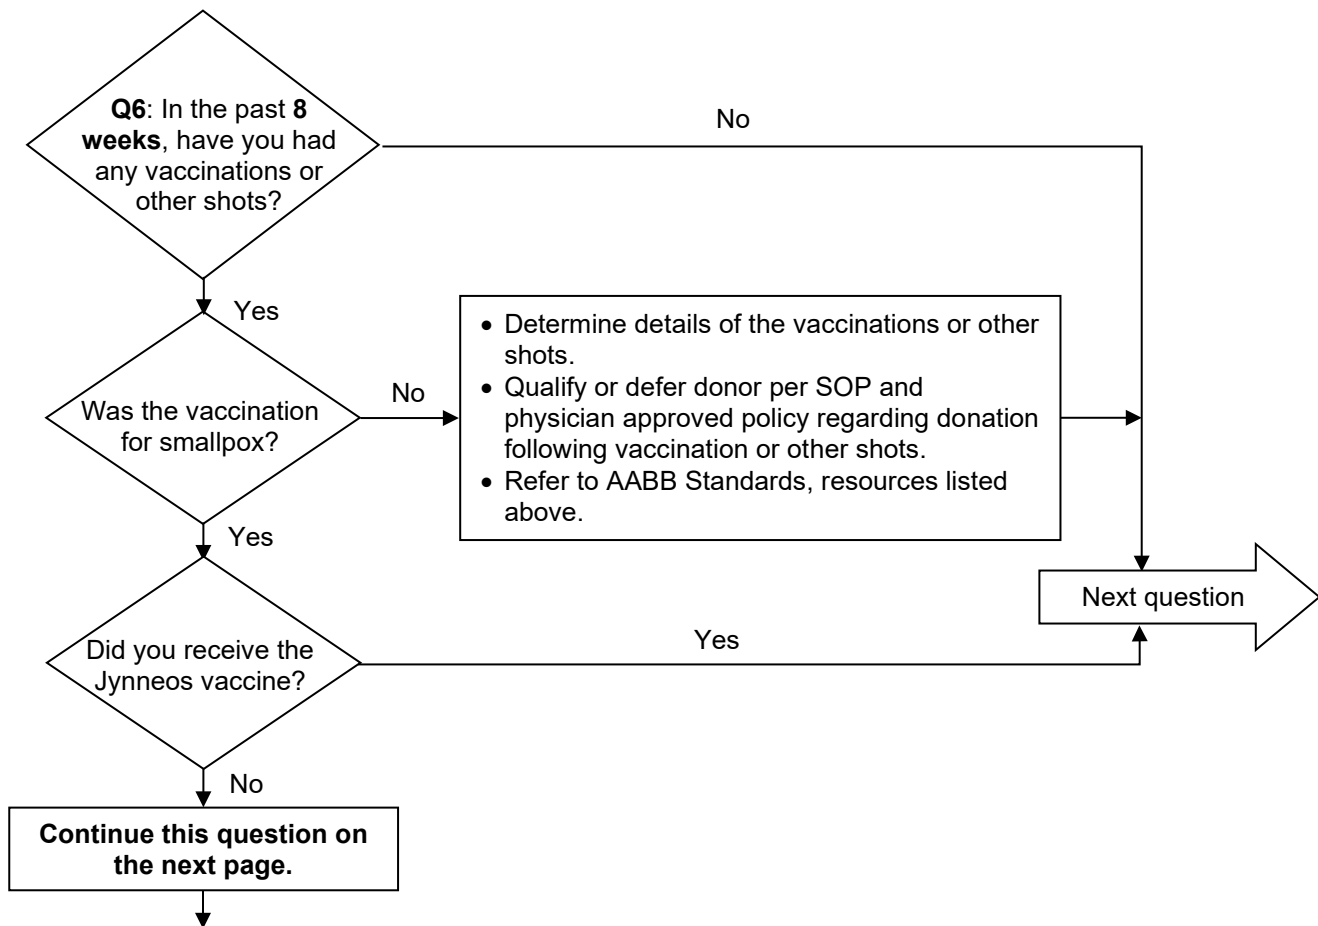 Q6: In the past 8
weeks, have you had
any vaccinations or
other shots?
No
Yes
Was the vaccination
for smallpox?
No
• Determine details of the vaccinations or other
shots.
• Qualify or defer donor per SOP and
physician approved policy regarding donation
following vaccination or other shots.
• Refer to AABB Standards, resources listed
above.
Yes
Next question
Did you receive the
Jynneos vaccine?
Yes
No
Continue this question on
the next page.